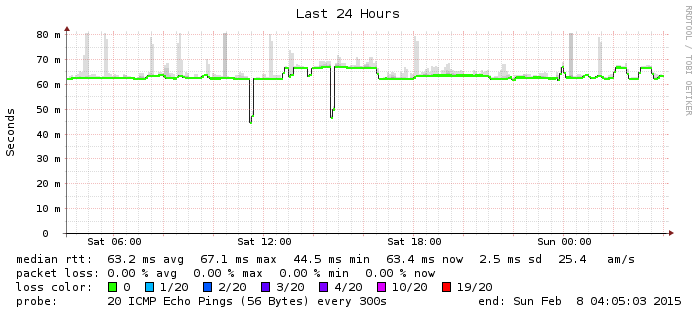 Last 24 Hours
RRDTOOL / TOBI OETIKER
Seconds
80 m
70 m
60 m
50 m
40 m
30 m
20 m
10 m
0
Sat 06:00 Sat 12:00 Sat 18:00 Sun 00:00
median rtt: 63.2 ms avg 67.1 ms max 44.5 ms min 63.4 ms now 2.5 ms sd 25.4 am/s
packet loss: 0.00 % avg 0.00 % max 0.00 % min 0.00 % now
loss color: 0 1/20 2/20 3/20 4/20 10/20 19/20
probe: 20 ICMP Echo Pings (56 Bytes) every 300s end: Sun Feb 8 04:05:03 2015